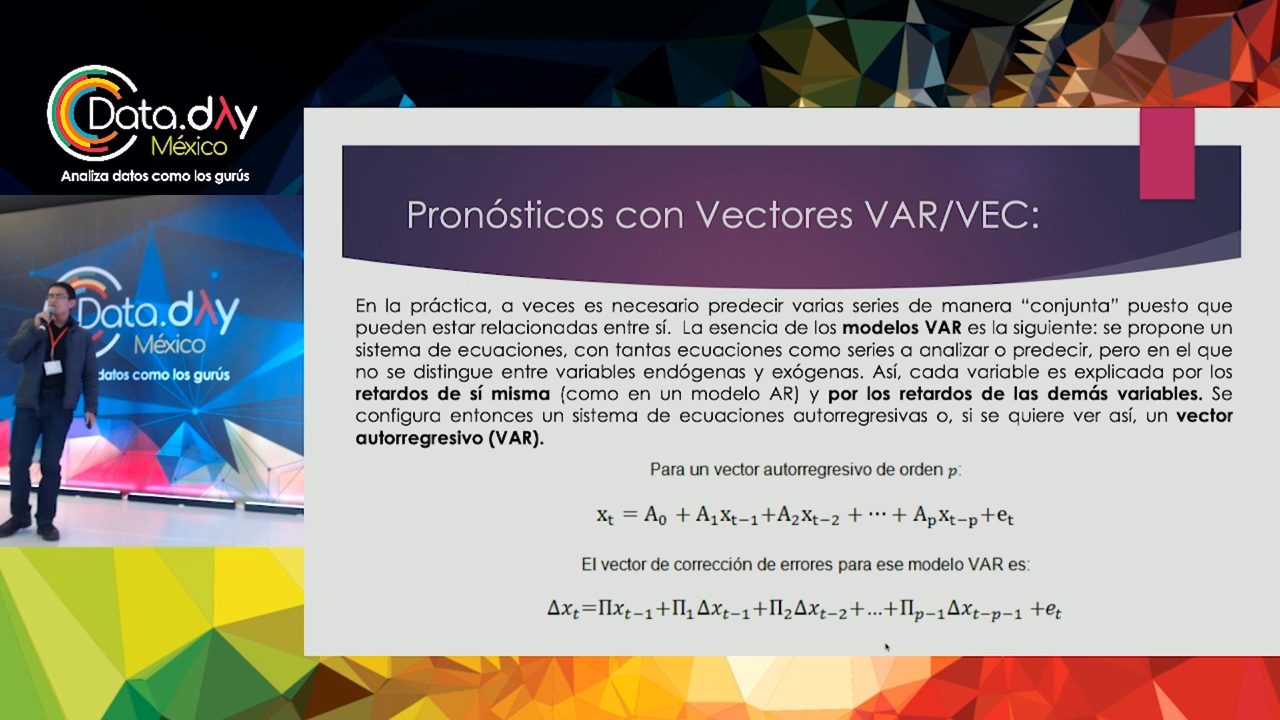 Data.dλy
México
Analiza datos como los gurús
Data.dλy
México
datos como los gurús
Pronósticos con Vectores VAR/VEC:
En la práctica, a veces es necesario predecir varias series de manera “conjunta” puesto que
pueden estar relacionadas entre sí. La esencia de los modelos VAR es la siguiente: se propone un
sistema de ecuaciones, con tantas ecuaciones como series a analizar o predecir, pero en el que
no se distingue entre variables endógenas y exógenas. Así, cada variable es explicada por los
retardos de sí misma (como en un modelo AR) y por los retardos de las demás variables. Se
configura entonces un sistema de ecuaciones autorregresivas o, si se quiere ver así, un vector
autorregresivo (VAR).
Para un vector autorregresivo de orden p:
xₜ = A₀ + A₁xₜ₋₁+A₂xₜ₋₂ + ⋯ + Aₚxₜ₋ₚ+eₜ
El vector de corrección de errores para ese modelo VAR es:
Δxₜ=Πxₜ₋₁+Π₁Δxₜ₋₁+Π₂Δxₜ₋₂+...+Πₚ₋₁Δxₜ₋ₚ₋₁ +eₜ